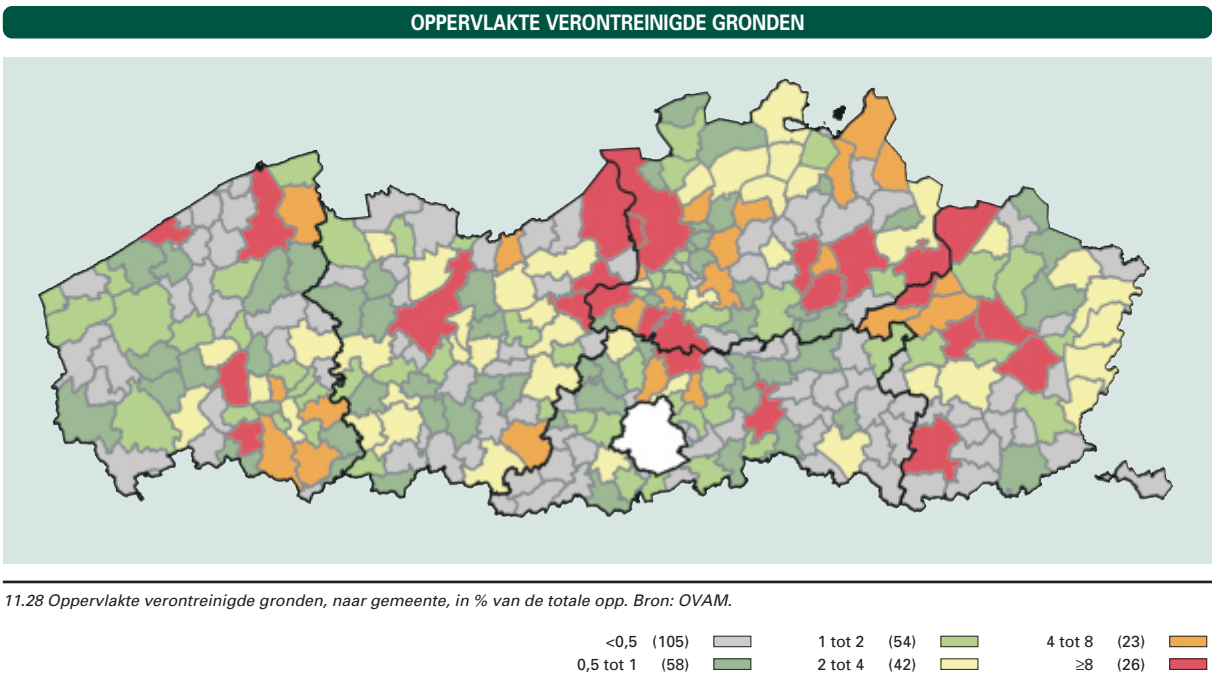 OPPERVLAKTE VERONTREINIGDE GRONDEN
11.28 Oppervlakte verontreinigde gronden, naar gemeente, in % van de totale opp. Bron: OVAM.
<0,5 (105) 1 tot 2 (54) 4 tot 8 (23)
0,5 tot 1 (58) 2 tot 4 (42) ≥8 (26)